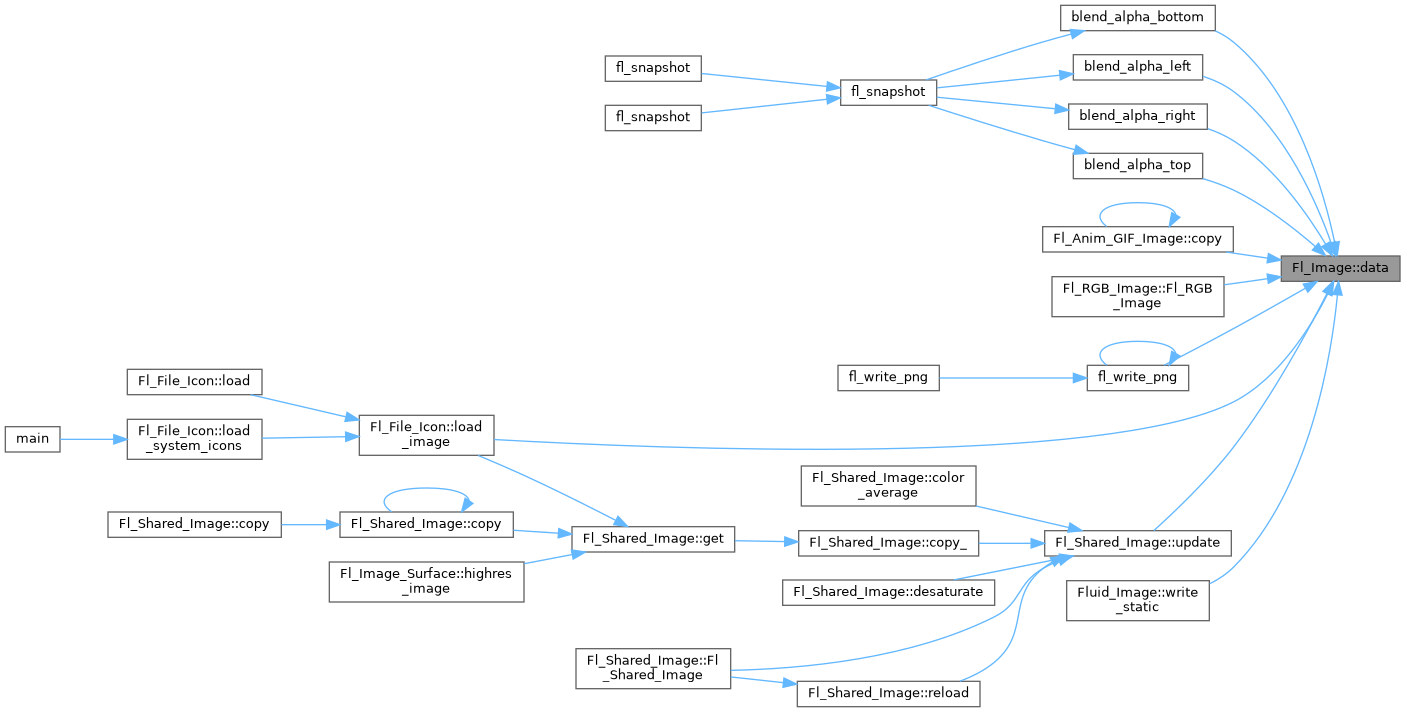 blend_alpha_bottom
fl_snapshot
blend_alpha_left
fl_snapshot
fl_snapshot
blend_alpha_right
blend_alpha_top
Fl_Anim_GIF_Image::copy
Fl_Image::data
Fl_RGB_Image::Fl_RGB
_Image
fl_write_png
fl_write_png
Fl_File_Icon::load
Fl_File_Icon::load
_image
main
Fl_File_Icon::load
_system_icons
Fl_Shared_Image::color
_average
Fl_Shared_Image::copy
Fl_Shared_Image::copy
Fl_Shared_Image::get
Fl_Shared_Image::copy_
Fl_Shared_Image::update
Fl_Image_Surface::highres
_image
Fl_Shared_Image::desaturate
Fluid_Image::write
_static
Fl_Shared_Image::Fl
_Shared_Image
Fl_Shared_Image::reload